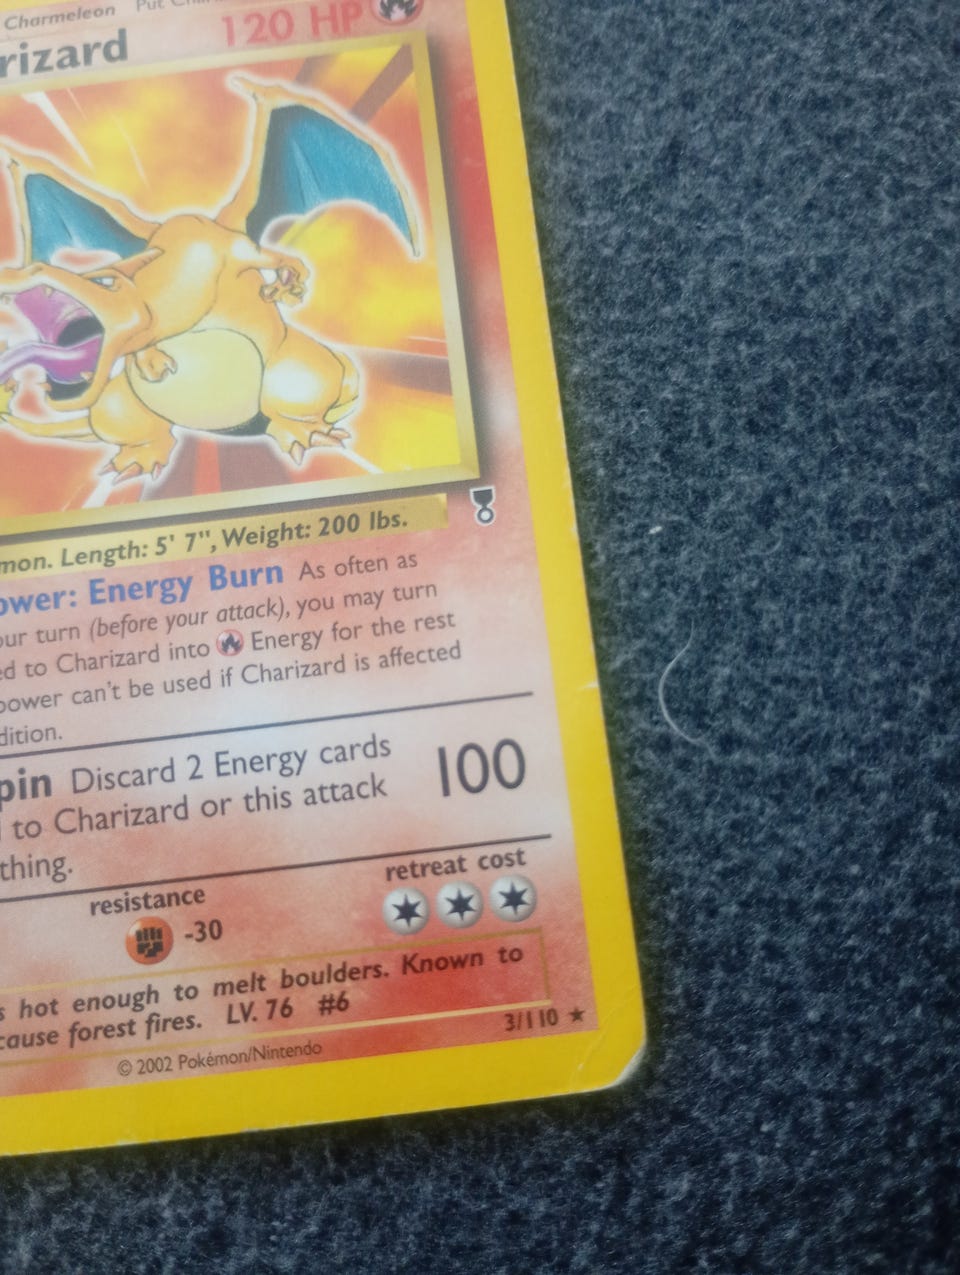 Charmeleon Put
rizard 120 HP
mon. Length: 5' 7", Weight: 200 lbs.
ower: Energy Burn As often as
our turn (before your attack), you may turn
ed to Charizard into Energy for the rest
power can't be used if Charizard is affected
dition.
pin Discard 2 Energy cards 100
to Charizard or this attack
thing.
resistance retreat cost
-30
s hot enough to melt boulders. Known to
cause forest fires. LV. 76 #6
3/110 ★
© 2002 Pokémon/Nintendo